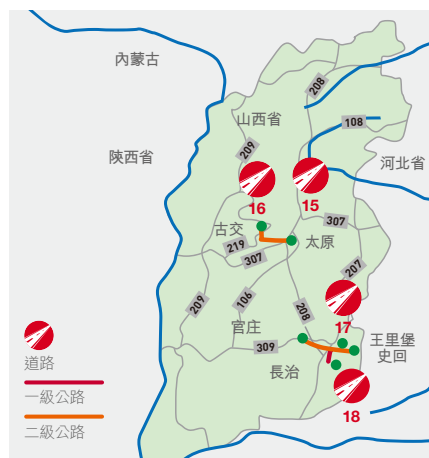 內蒙古
208
山西省
108
陝西省
209
河北省
16
15
古交
307
太原
219
307
207
209
106
208
17
官庄
王里堡
史回
309
長治
18
道路
一級公路
二級公路